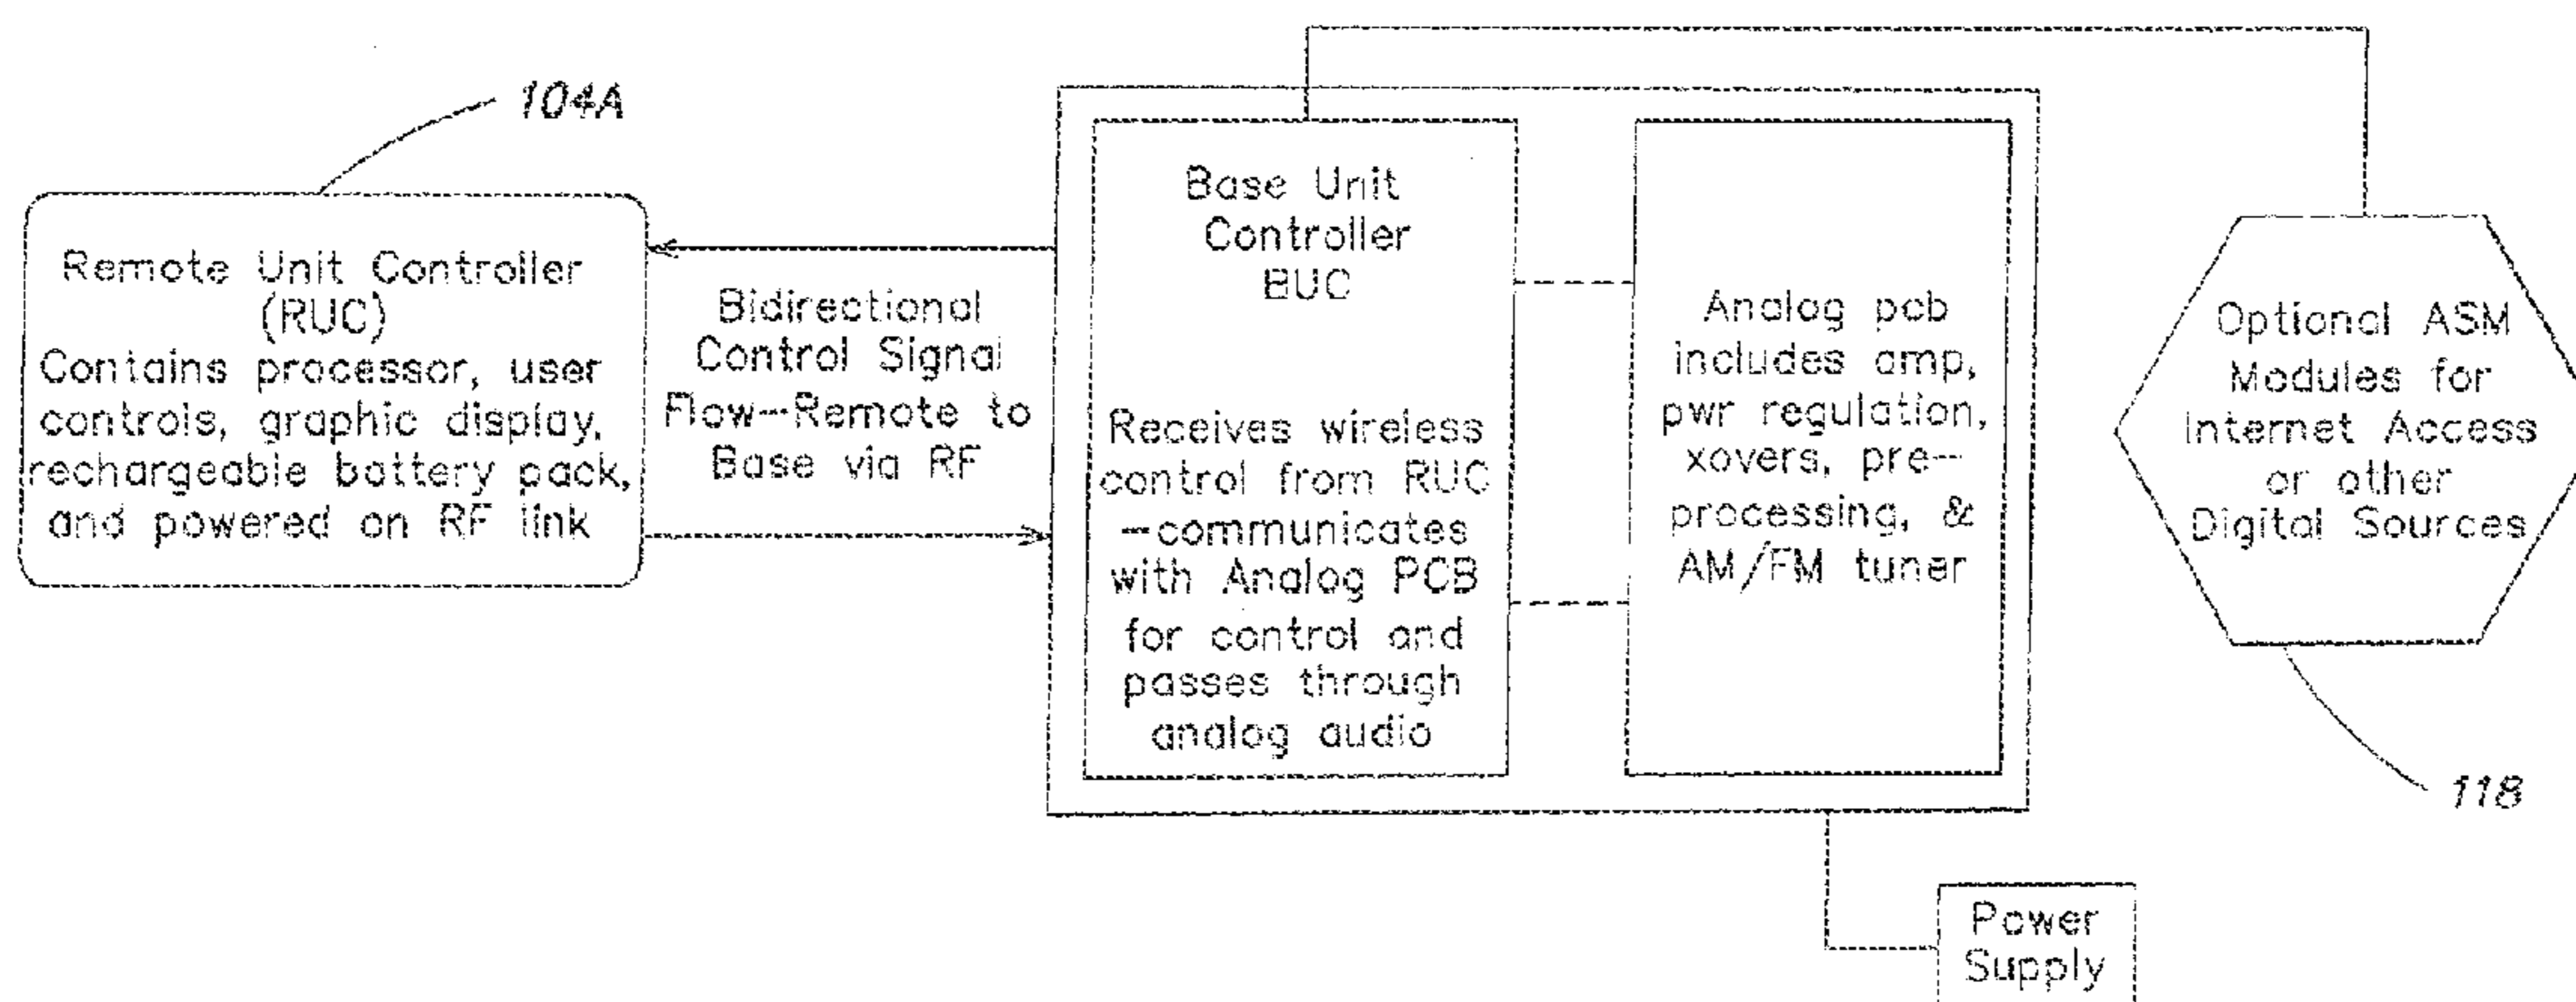 104A
Remote Unit Controller
(RUC)
Contains processor, user
controls, graphic display,
rechargeable battery pack,
and powered on RF link
Bidirectional
Control Signal
Flow--Remote to
Base via RF
Base Unit
Controller
BUC
Receives wireless
control from RUC
-communicates
with Analog PCB
for control and
passes through
analog audio
Analog pcb
includes amp,
pwr regulation,
xovers, pre-
processing, &
AM/FM tuner
Optional ASM
Modules for
Internet Access
or other
Digital Sources
118
Power
Supply